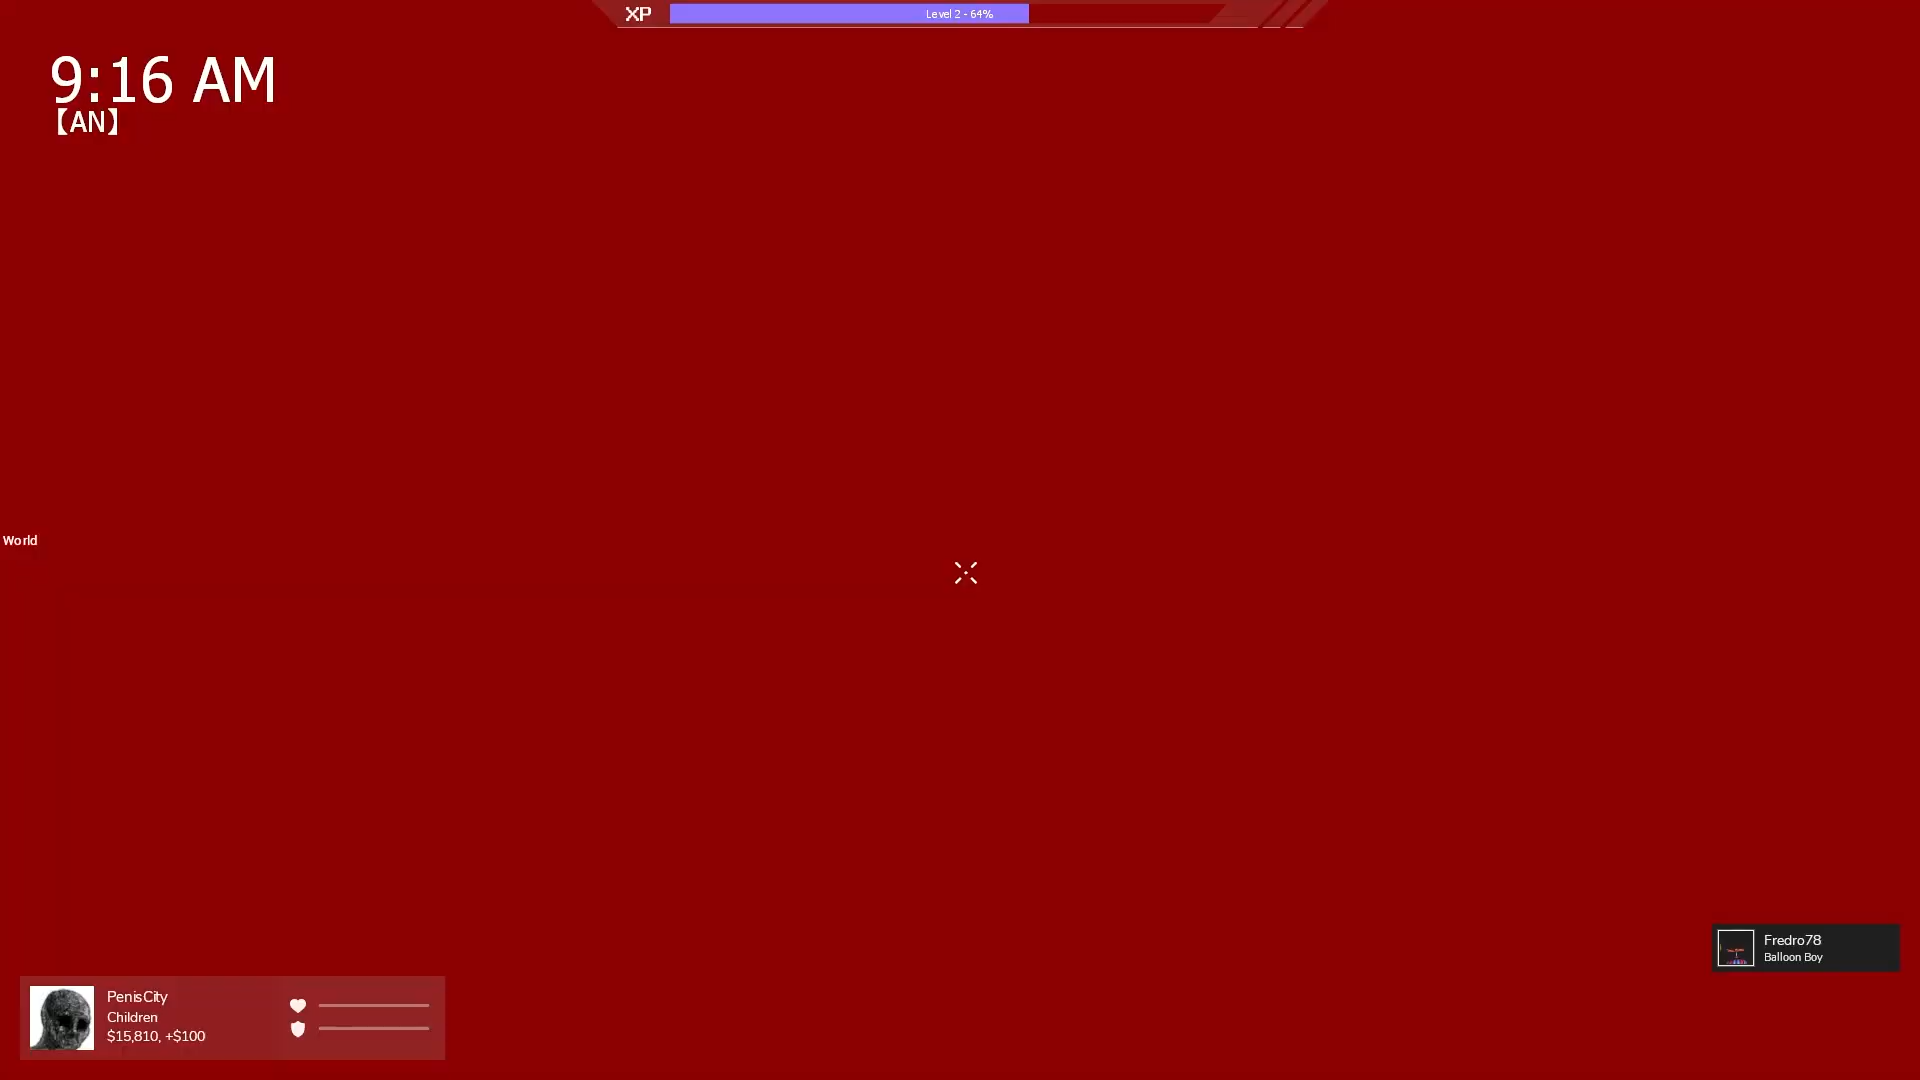 XP
Level 2 - 64%
9:16 AM
【AN】
World
Fredro78
Balloon Boy
PenisCity
Children
$15,810, +$100